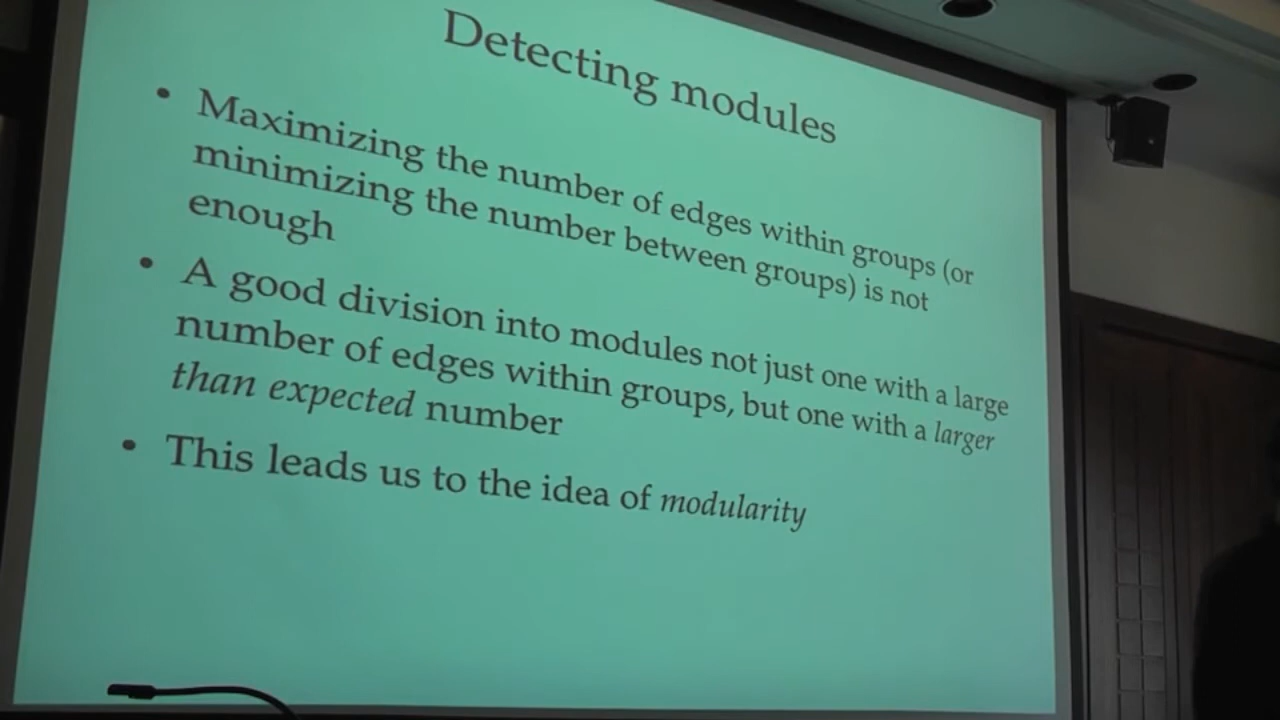 Detecting modules
• Maximizing the number of edges within groups (or
minimizing the number between groups) is not
enough
• A good division into modules not just one with a large
number of edges within groups, but one with a larger
than expected number
• This leads us to the idea of modularity